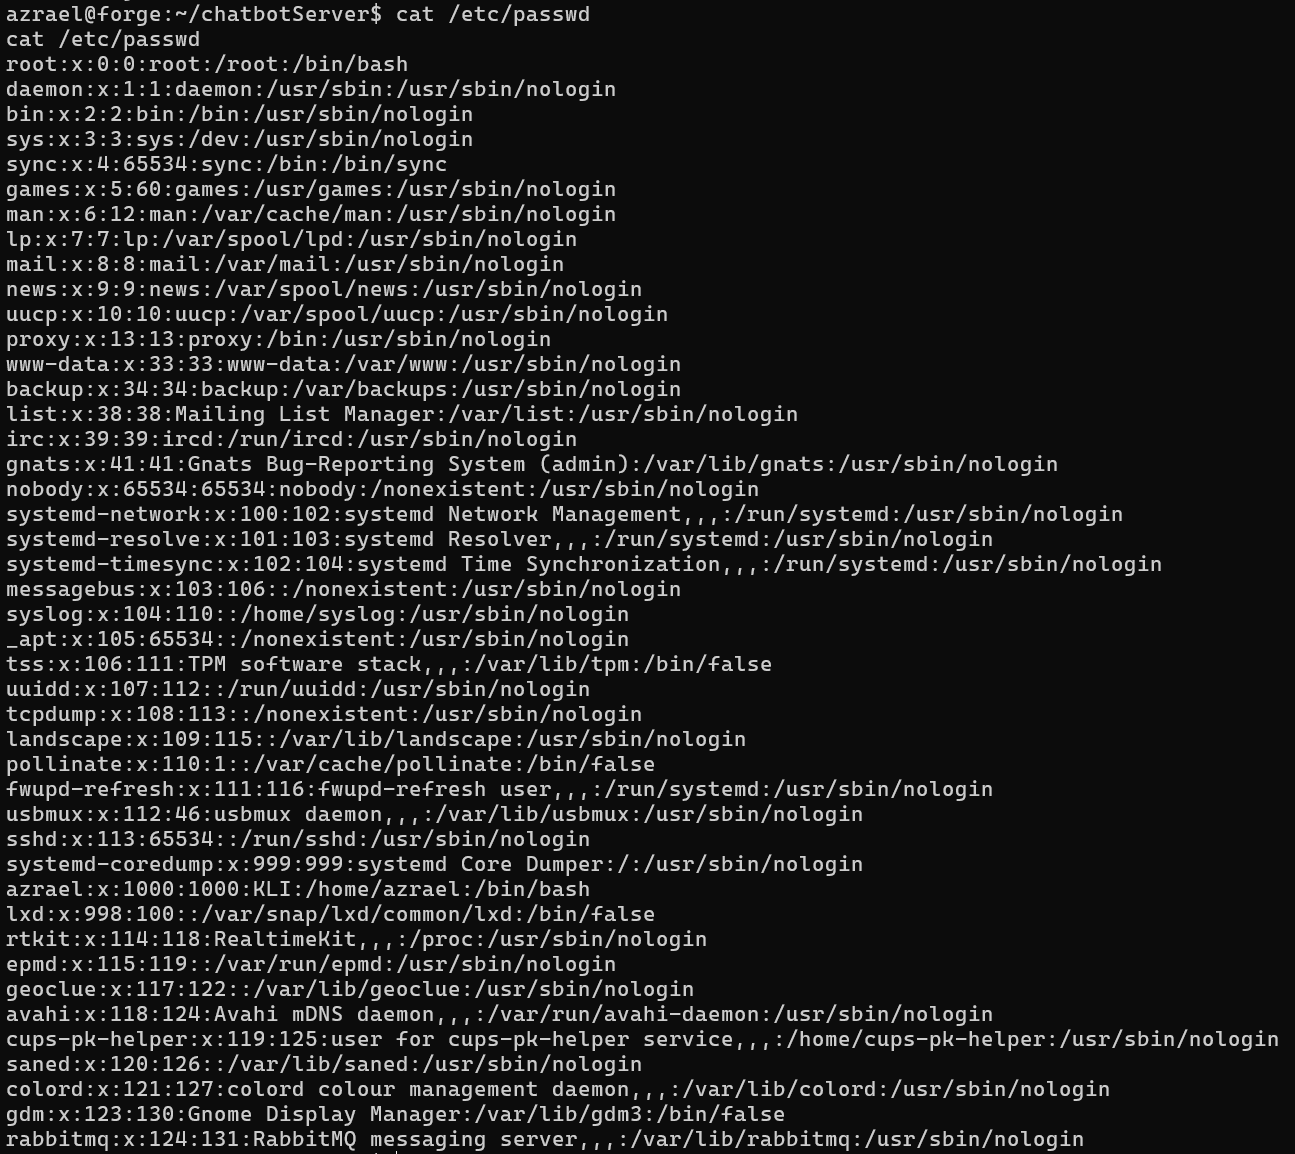 azrael@forge:~/chatbotServer$ cat /etc/passwd
cat /etc/passwd
root:x:0:0:root:/root:/bin/bash
daemon:x:1:1:daemon:/usr/sbin:/usr/sbin/nologin
bin:x:2:2:bin:/bin:/usr/sbin/nologin
sys:x:3:3:sys:/dev:/usr/sbin/nologin
sync:x:4:65534:sync:/bin:/bin/sync
games:x:5:60:games:/usr/games:/usr/sbin/nologin
man:x:6:12:man:/var/cache/man:/usr/sbin/nologin
lp:x:7:7:lp:/var/spool/lpd:/usr/sbin/nologin
mail:x:8:8:mail:/var/mail:/usr/sbin/nologin
news:x:9:9:news:/var/spool/news:/usr/sbin/nologin
uucp:x:10:10:uucp:/var/spool/uucp:/usr/sbin/nologin
proxy:x:13:13:proxy:/bin:/usr/sbin/nologin
www-data:x:33:33:www-data:/var/www:/usr/sbin/nologin
backup:x:34:34:backup:/var/backups:/usr/sbin/nologin
list:x:38:38:Mailing List Manager:/var/list:/usr/sbin/nologin
irc:x:39:39:ircd:/run/ircd:/usr/sbin/nologin
gnats:x:41:41:Gnats Bug-Reporting System (admin):/var/lib/gnats:/usr/sbin/nologin
nobody:x:65534:65534:nobody:/nonexistent:/usr/sbin/nologin
systemd-network:x:100:102:systemd Network Management,,,:/run/systemd:/usr/sbin/nologin
systemd-resolve:x:101:103:systemd Resolver,,,:/run/systemd:/usr/sbin/nologin
systemd-timesync:x:102:104:systemd Time Synchronization,,,:/run/systemd:/usr/sbin/nologin
messagebus:x:103:106::/nonexistent:/usr/sbin/nologin
syslog:x:104:110::/home/syslog:/usr/sbin/nologin
_apt:x:105:65534::/nonexistent:/usr/sbin/nologin
tss:x:106:111:TPM software stack,,,:/var/lib/tpm:/bin/false
uuidd:x:107:112::/run/uuidd:/usr/sbin/nologin
tcpdump:x:108:113::/nonexistent:/usr/sbin/nologin
landscape:x:109:115::/var/lib/landscape:/usr/sbin/nologin
pollinate:x:110:1::/var/cache/pollinate:/bin/false
fwupd-refresh:x:111:116:fwupd-refresh user,,,:/run/systemd:/usr/sbin/nologin
usbmux:x:112:46:usbmux daemon,,,:/var/lib/usbmux:/usr/sbin/nologin
sshd:x:113:65534::/run/sshd:/usr/sbin/nologin
systemd-coredump:x:999:999:systemd Core Dumper:/:/usr/sbin/nologin
azrael:x:1000:1000:KLI:/home/azrael:/bin/bash
lxd:x:998:100::/var/snap/lxd/common/lxd:/bin/false
rtkit:x:114:118:RealtimeKit,,,:/proc:/usr/sbin/nologin
epmd:x:115:119::/var/run/epmd:/usr/sbin/nologin
geoclue:x:117:122::/var/lib/geoclue:/usr/sbin/nologin
avahi:x:118:124:Avahi mDNS daemon,,,:/var/run/avahi-daemon:/usr/sbin/nologin
cups-pk-helper:x:119:125:user for cups-pk-helper service,,,:/home/cups-pk-helper:/usr/sbin/nologin
saned:x:120:126::/var/lib/saned:/usr/sbin/nologin
colord:x:121:127:colord colour management daemon,,,:/var/lib/colord:/usr/sbin/nologin
gdm:x:123:130:Gnome Display Manager:/var/lib/gdm3:/bin/false
rabbitmq:x:124:131:RabbitMQ messaging server,,,:/var/lib/rabbitmq:/usr/sbin/nologin